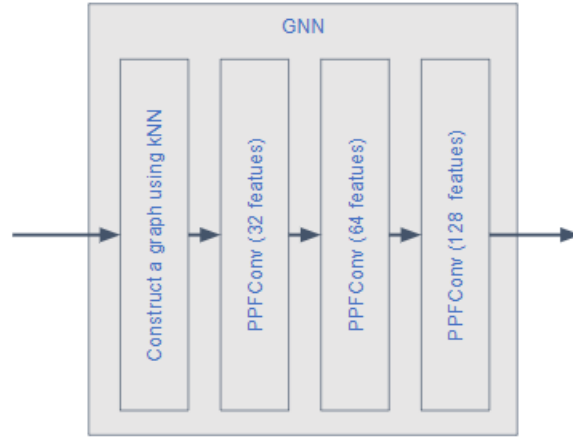 GNN
Construct a graph using kNN
PPFConv (32 featues)
PPFConv (64 featues)
PPFConv (128 featues)